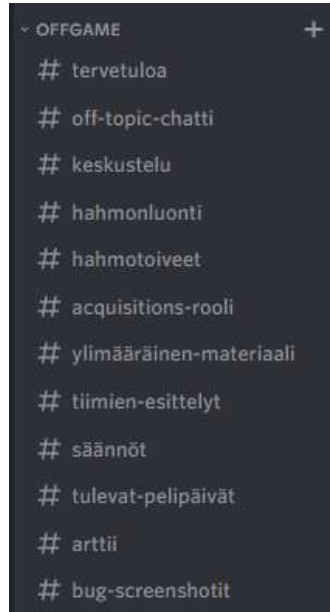 OFFGAME
# tervetuloa
# off-topic-chatti
# keskustelu
# hahmonluonti
# hahmotoiveet
# acquisitions-rooli
# ylimääräinen-materiaali
# tiimien-esittelyt
# säännöt
# tulevat-pelipäivät
# arttii
# bug-screenshotit